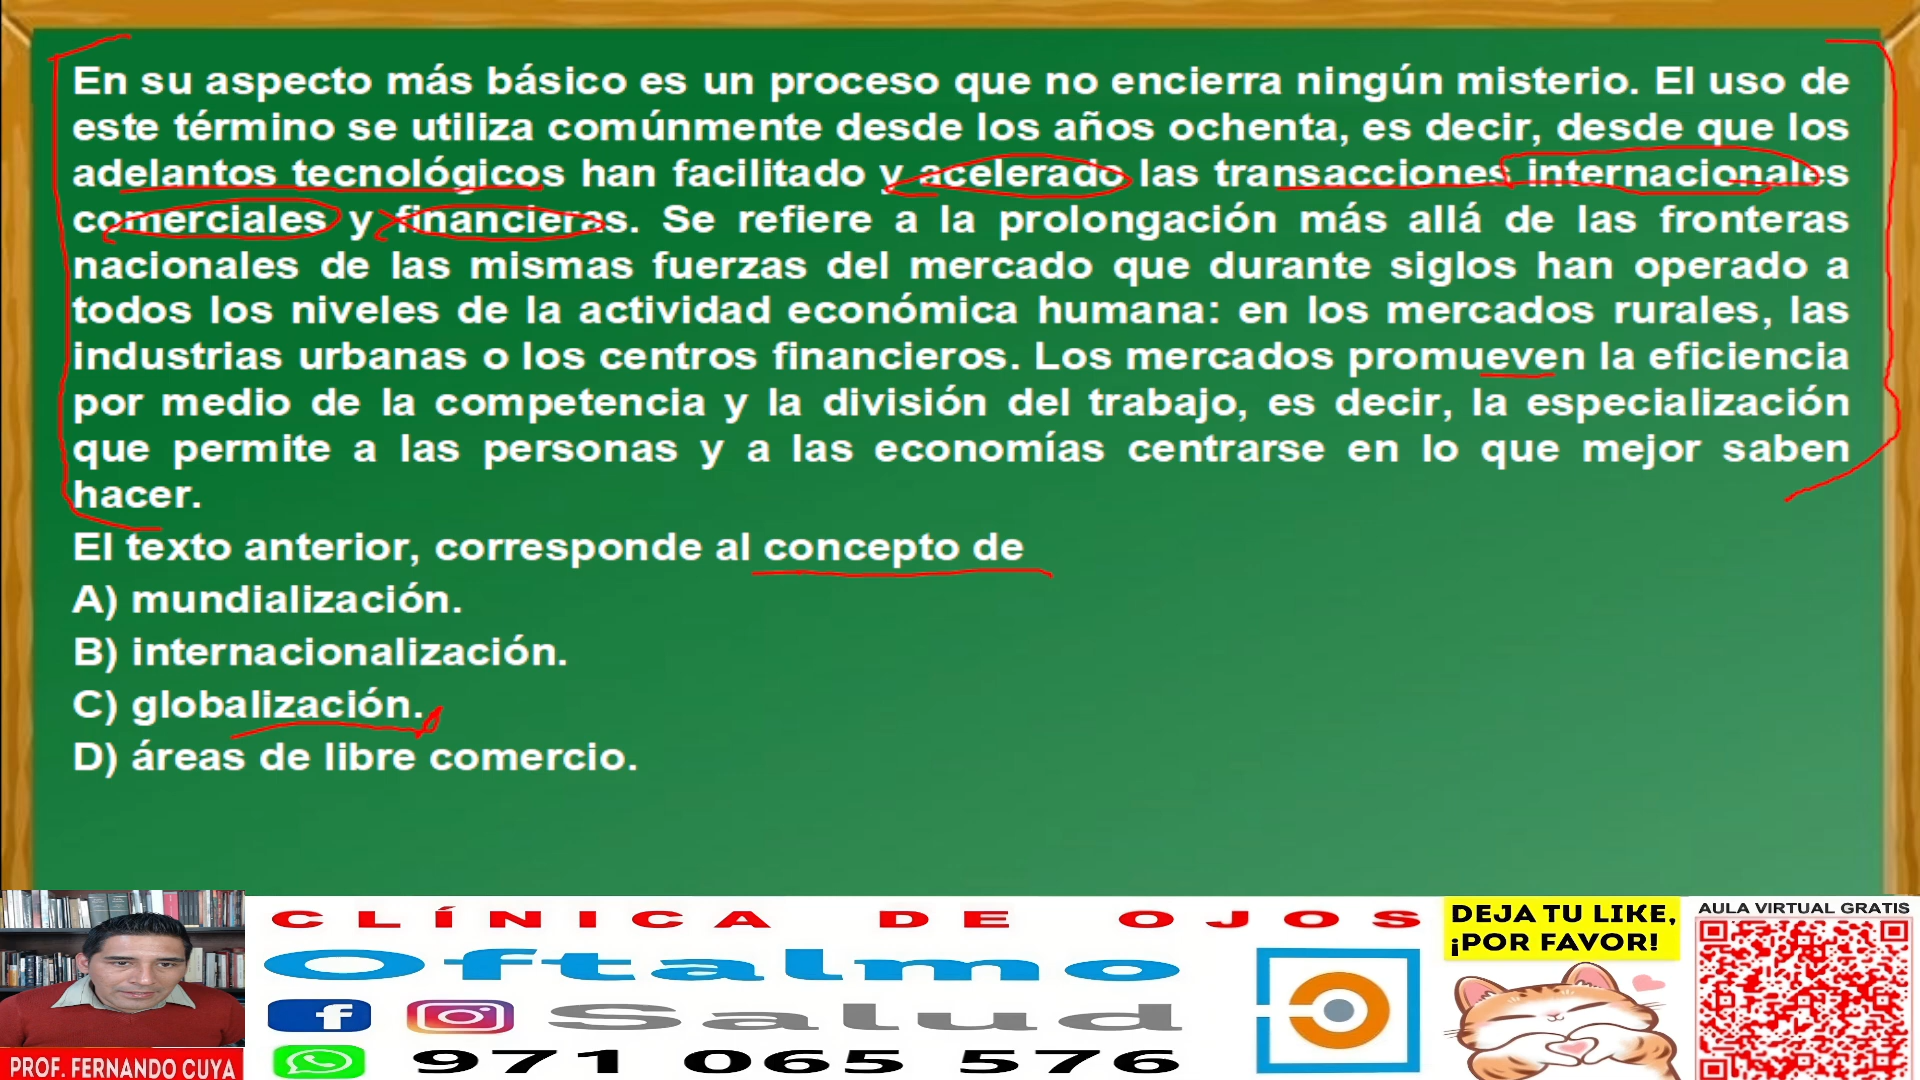 En su aspecto más básico es un proceso que no encierra ningún misterio. El uso de
este término se utiliza comúnmente desde los años ochenta, es decir, desde que los
adelantos tecnológicos han facilitado y acelerado las transacciones internacionales
comerciales y financieras. Se refiere a la prolongación más allá de las fronteras
nacionales de las mismas fuerzas del mercado que durante siglos han operado a
todos los niveles de la actividad económica humana: en los mercados rurales, las
industrias urbanas o los centros financieros. Los mercados promueven la eficiencia
por medio de la competencia y la división del trabajo, es decir, la especialización
que permite a las personas y a las economías centrarse en lo que mejor saben
hacer.
El texto anterior, corresponde al concepto de
A) mundialización.
B) internacionalización.
C) globalización.
D) áreas de libre comercio.
PROF. FERNANDO CUYA
CLÍNICA DE OJOS
Oftalmo
Salud
971 065 576
DEJA TU LIKE,
¡POR FAVOR!
AULA VIRTUAL GRATIS